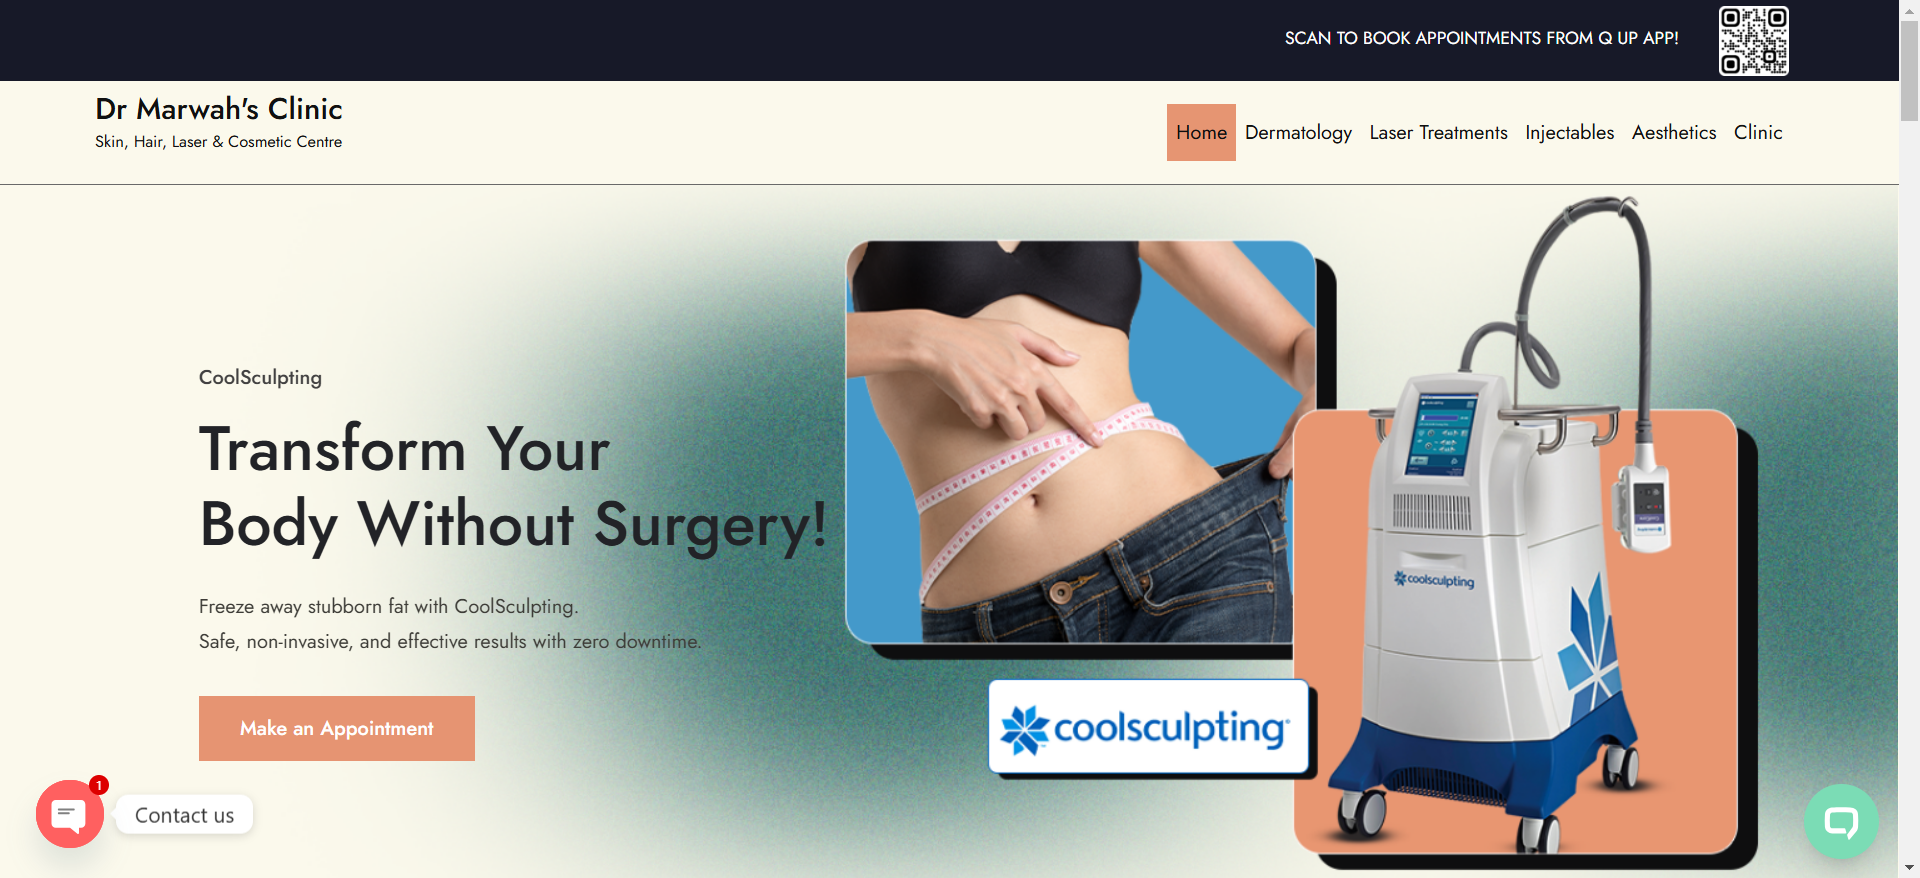 SCAN TO BOOK APPOINTMENTS FROM Q UP APP!
Dr Marwah's Clinic
Skin, Hair, Laser & Cosmetic Centre
Home
Dermatology
Laser Treatments
Injectables
Aesthetics
Clinic
CoolSculpting
Transform Your
Body Without Surgery!
Freeze away stubborn fat with CoolSculpting.
Safe, non-invasive, and effective results with zero downtime.
Make an Appointment
coolsculpting
coolsculpting®
1
Contact us